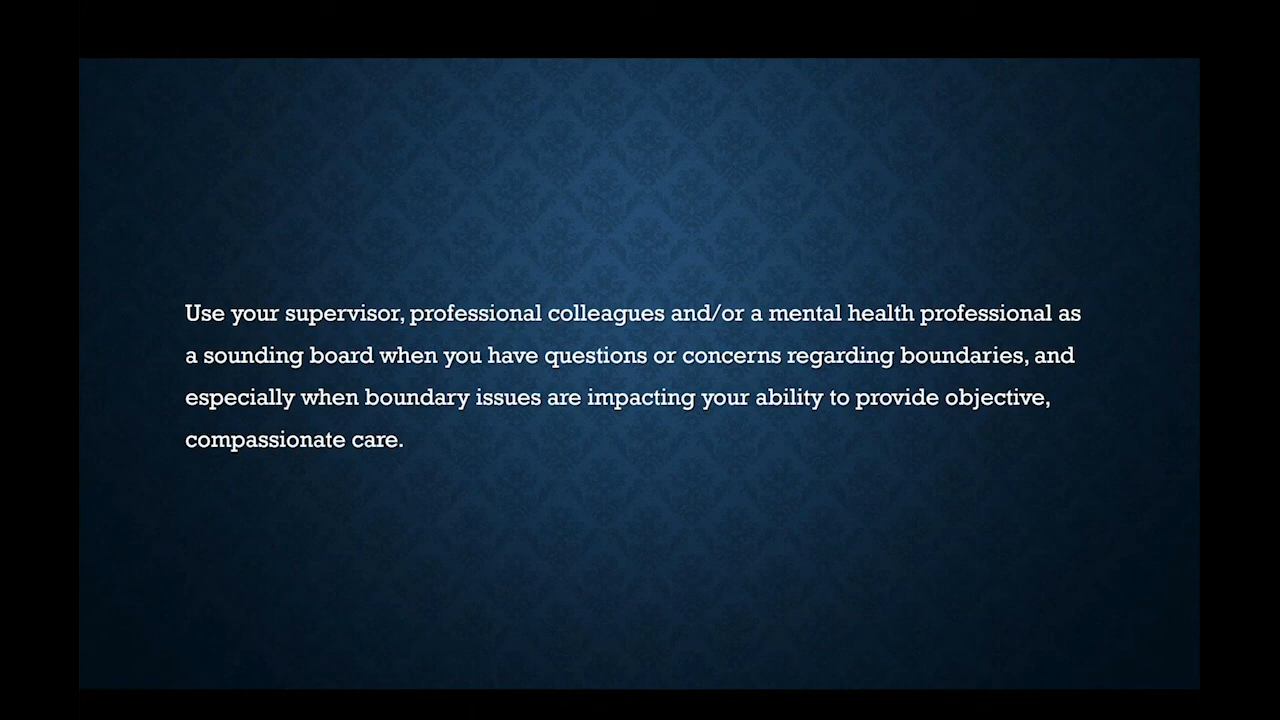 Use your supervisor, professional colleagues and/or a mental health professional as
a sounding board when you have questions or concerns regarding boundaries, and
especially when boundary issues are impacting your ability to provide objective,
compassionate care.